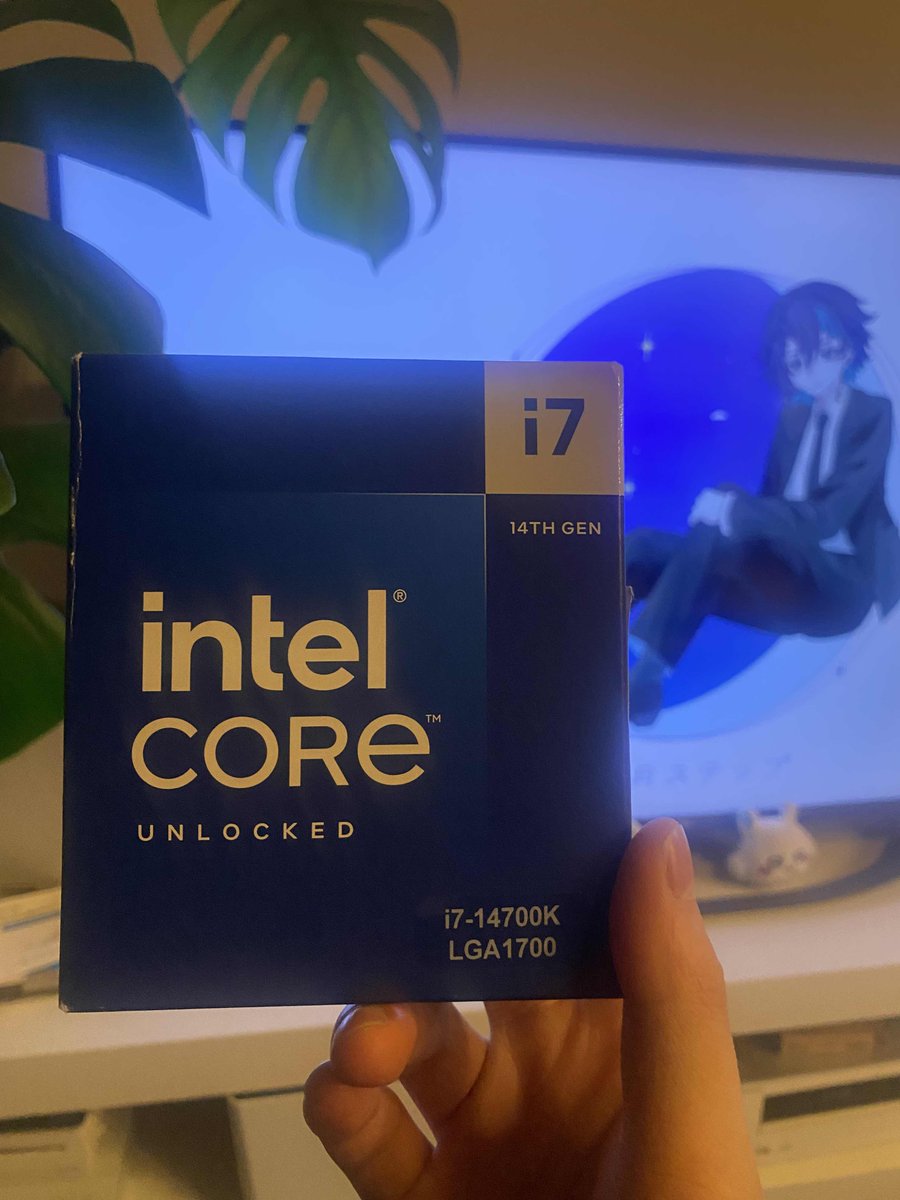 i7
14TH GEN
intel®
CORe™
UNLOCKED
i7-14700K
LGA1700